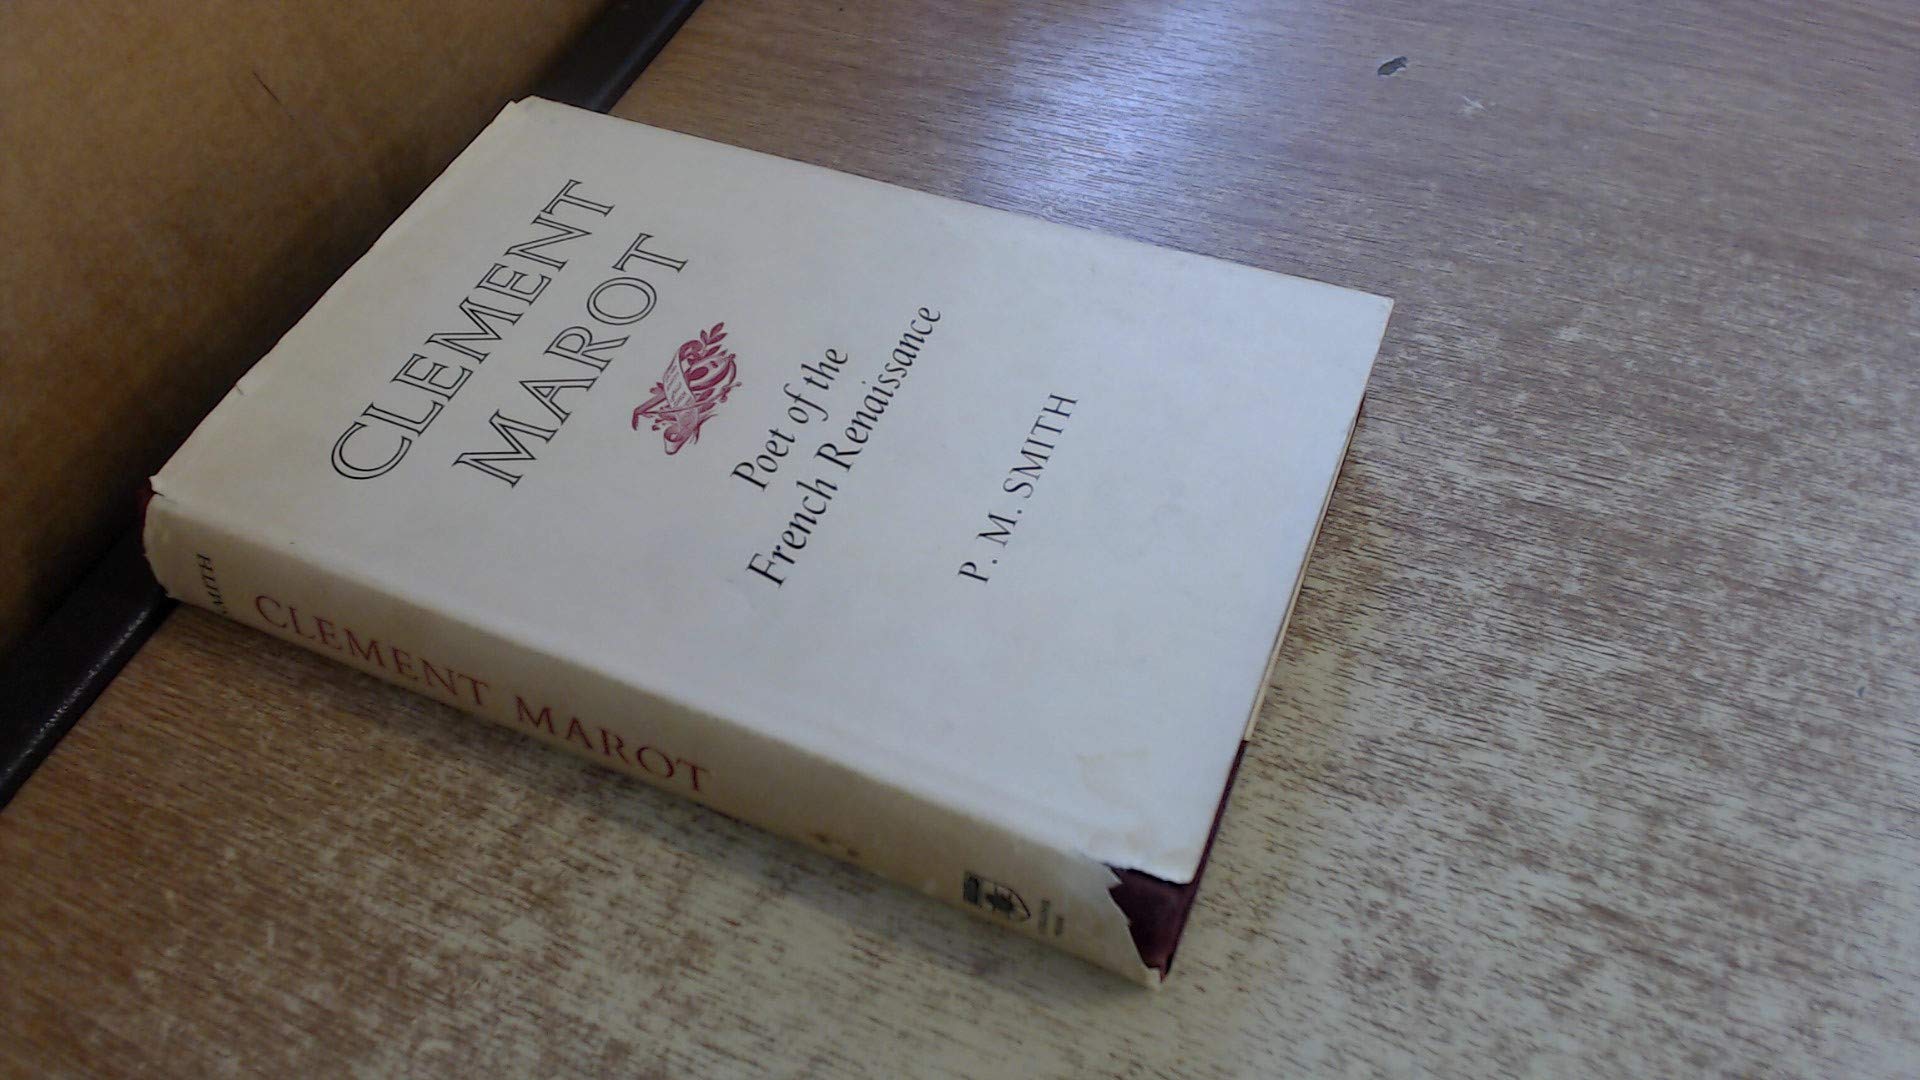 CLEMENT
MAROT
Poet of the
French Renaissance
P. M. SMITH
SMITH
CLEMENT MAROT